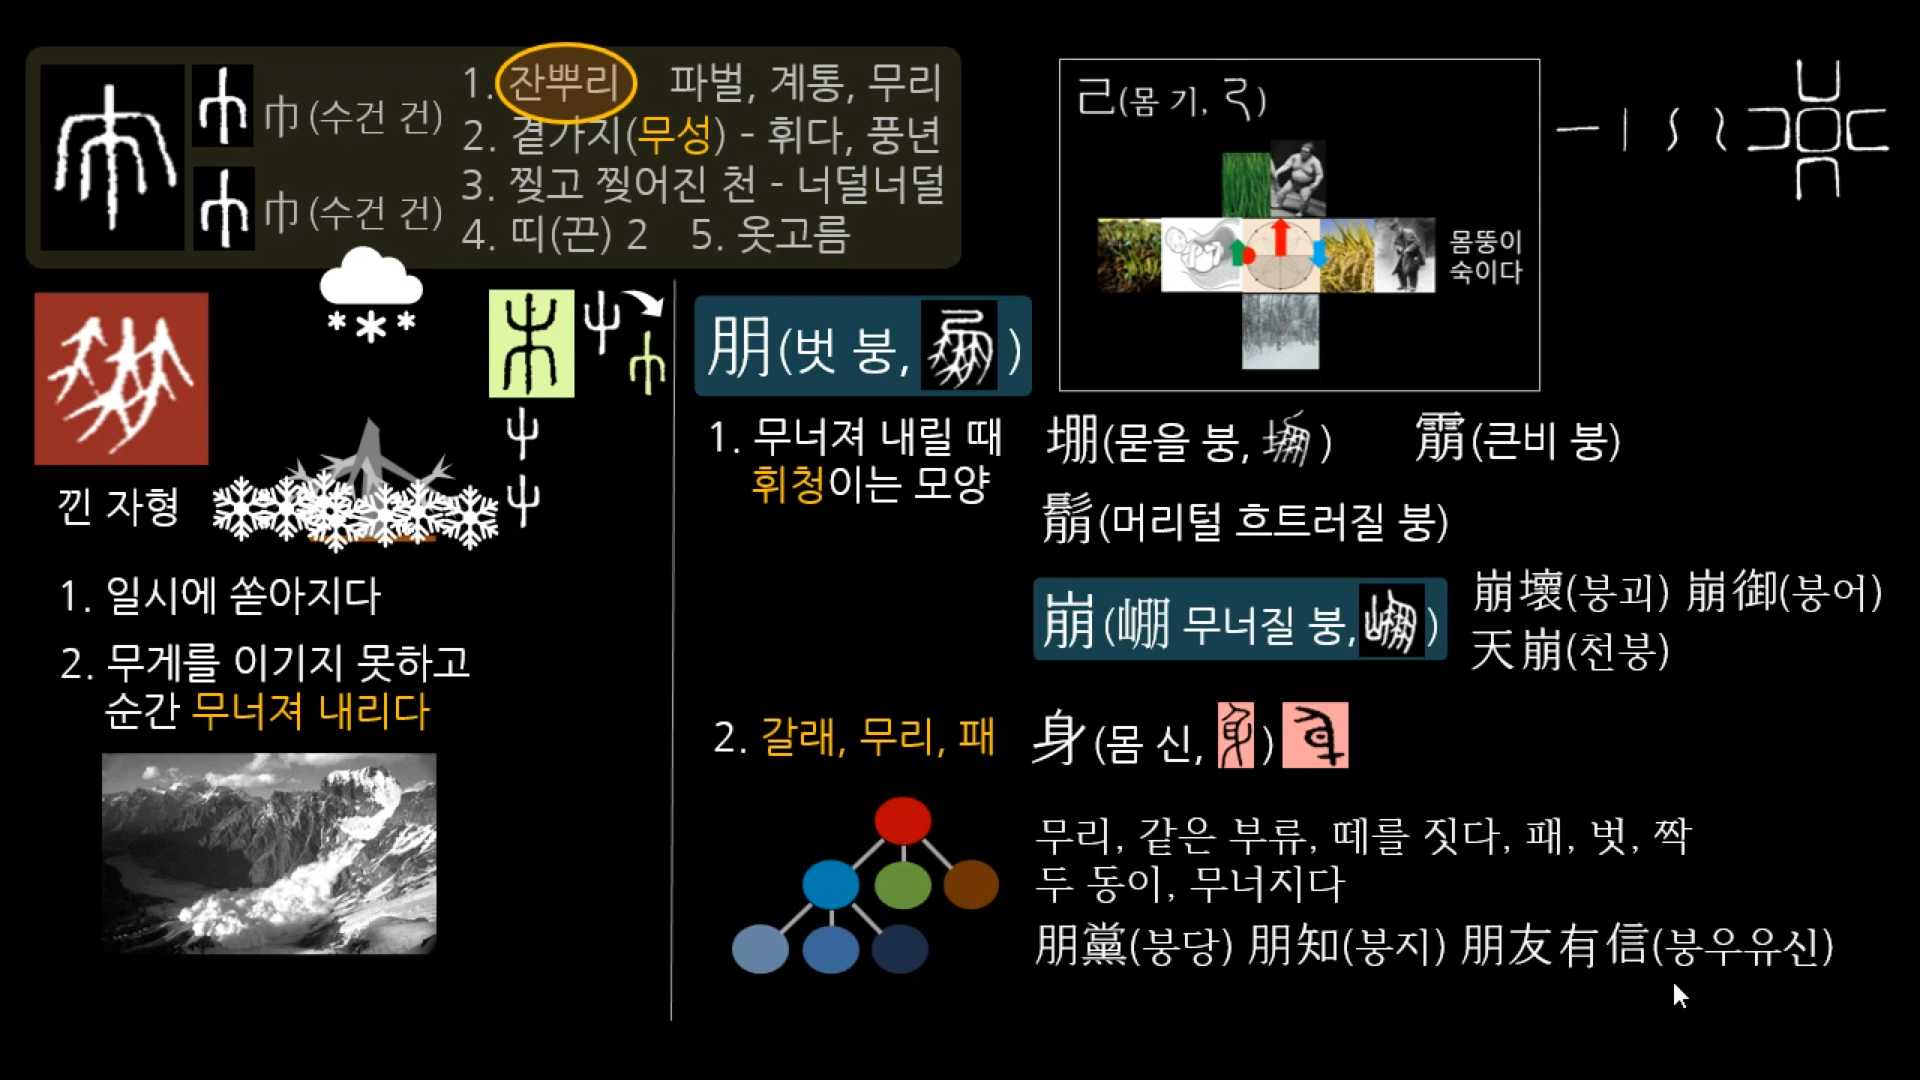 巾(수건 건)
巾(수건 건)
1. 잔뿌리 파벌, 계통, 무리
2. 곁가지(무성) - 휘다, 풍년
3. 찢고 찢어진 천 - 너덜너덜
4. 띠(끈) 2 5. 옷고름
낀 자형
1. 일시에 쏟아지다
2. 무게를 이기지 못하고
순간 무너져 내리다
己(몸 기, )
몸뚱이
숙이다
朋(벗 붕, )
1. 무너져 내릴 때
휘청이는 모양
堋(묻을 붕, ) 霘(큰비 붕)
鬅(머리털 흐트러질 붕)
崩(㟟 무너질 붕, )
崩壞(붕괴) 崩御(붕어)
天崩(천붕)
2. 갈래, 무리, 패
身(몸 신, )
무리, 같은 부류, 떼를 짓다, 패, 벗, 짝
두 동이, 무너지다
朋黨(붕당) 朋知(붕지) 朋友有信(붕우유신)